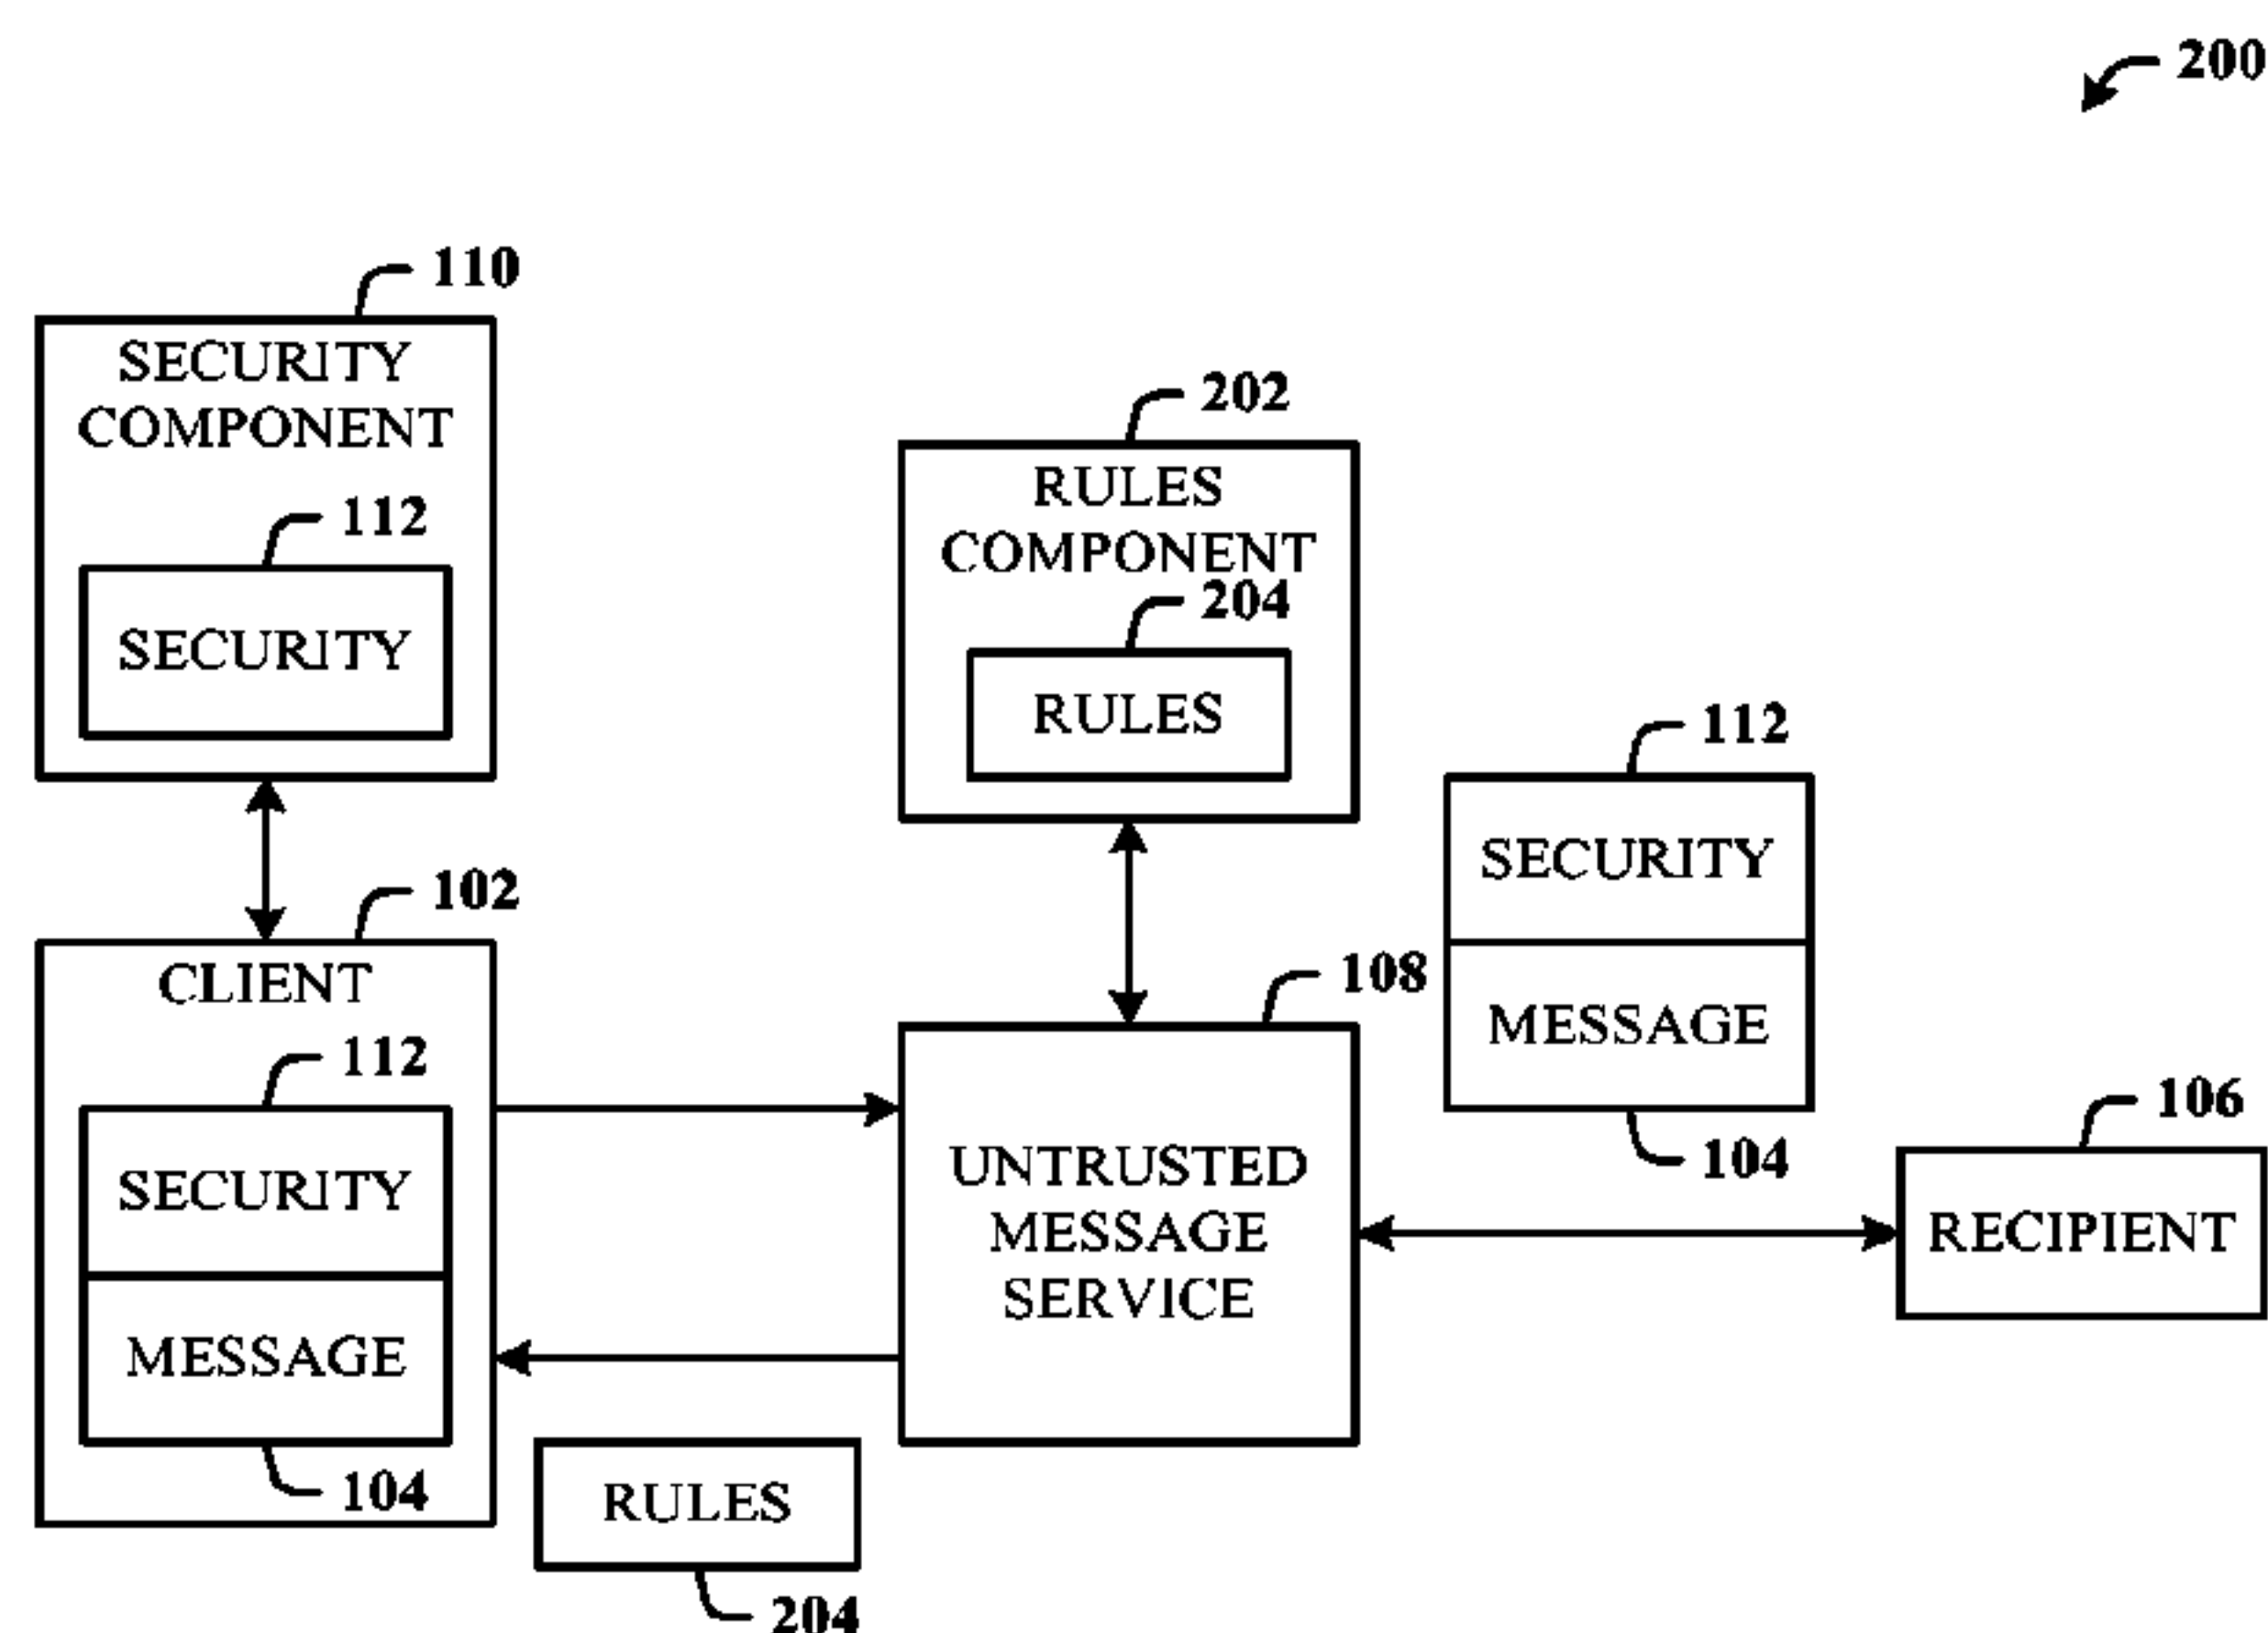 200
110
SECURITY
COMPONENT
112
SECURITY
202
RULES
COMPONENT
204
RULES
112
SECURITY
MESSAGE
104
102
CLIENT
112
SECURITY
MESSAGE
104
108
UNTRUSTED
MESSAGE
SERVICE
106
RECIPIENT
RULES
204